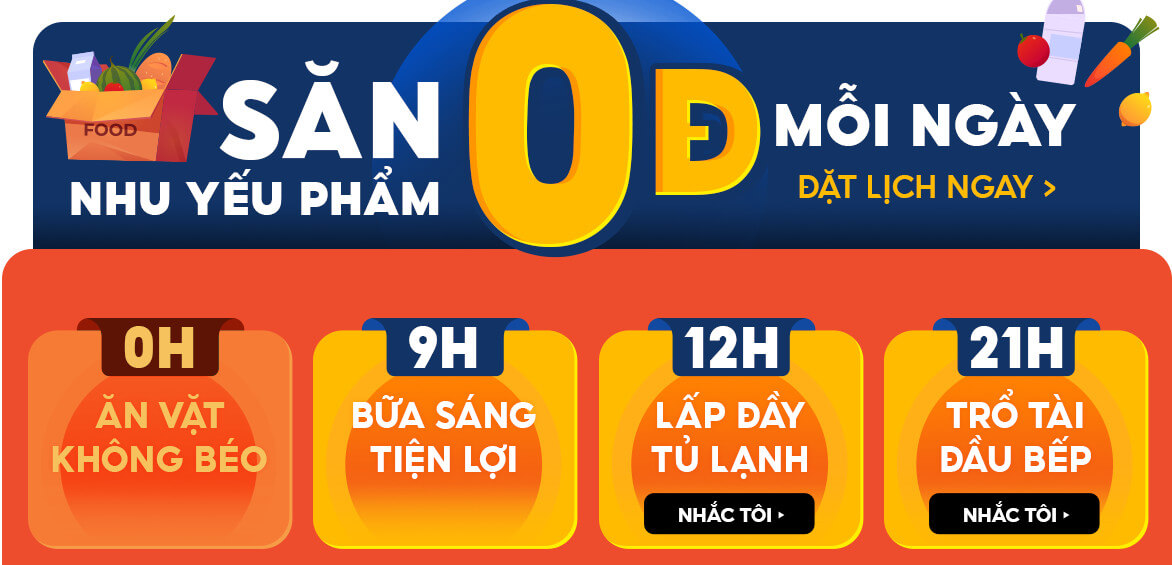 FOOD
SĂN
NHU YẾU PHẨM
0Đ
MỖI NGÀY
ĐẶT LỊCH NGAY >
0H
ĂN VẶT
KHÔNG BÉO
9H
BỮA SÁNG
TIỆN LỢI
12H
LẤP ĐẦY
TỦ LẠNH
NHẮC TÔI ▸
21H
TRỔ TÀI
ĐẦU BẾP
NHẮC TÔI ▸